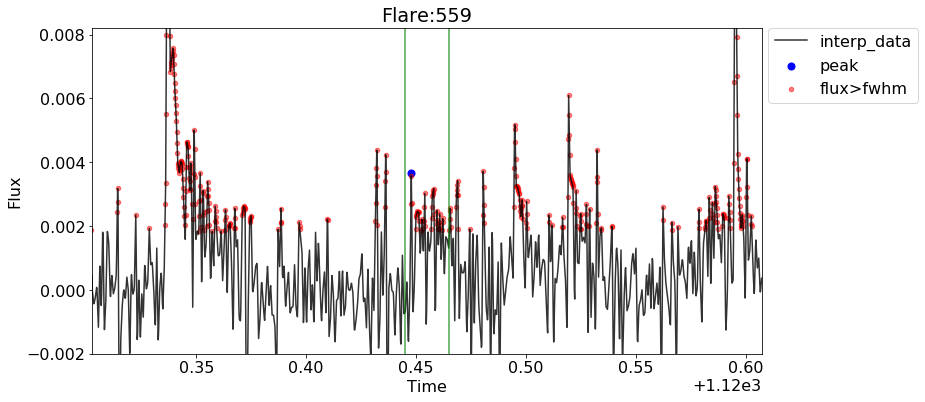 Flare:559
interp_data
peak
flux>fwhm
Flux
0.008
0.006
0.004
0.002
0.000
−0.002
0.35
0.40
0.45
0.50
0.55
0.60
Time
+1.12e3